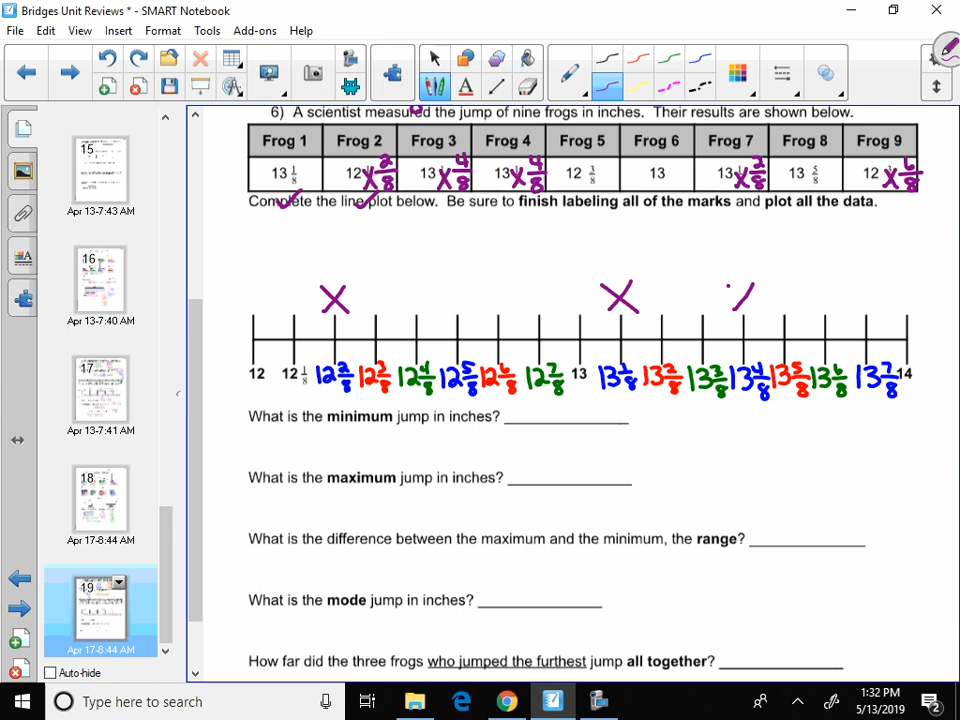 Bridges Unit Reviews * - SMART Notebook
File Edit View Insert Format Tools Add-ons Help
15
Apr 13-7:43 AM
16
Apr 13-7:40 AM
17
Apr 13-7:41 AM
18
Apr 17-8:44 AM
19
Apr 17-8:44 AM
Auto-hide
6) A scientist measured the jump of nine frogs in inches. Their results are shown below.
Frog 1 Frog 2 Frog 3 Frog 4 Frog 5 Frog 6 Frog 7 Frog 8 Frog 9
13 1/8 12 2/8 13 4/8 13 4/8 12 3/8 13 13 2/8 13 5/8 12 6/8
Complete the line plot below. Be sure to finish labeling all of the marks and plot all the data.
X X
12 12 1/8 12 2/8 12 3/8 12 4/8 12 5/8 12 6/8 12 7/8 13 13 1/8 13 2/8 13 3/8 13 4/8 13 5/8 13 6/8 13 7/8 14
What is the minimum jump in inches? _______________
What is the maximum jump in inches? _______________
What is the difference between the maximum and the minimum, the range? ______________
What is the mode jump in inches? _______________
How far did the three frogs who jumped the furthest jump all together? _______________
Type here to search
1:32 PM
5/13/2019
2